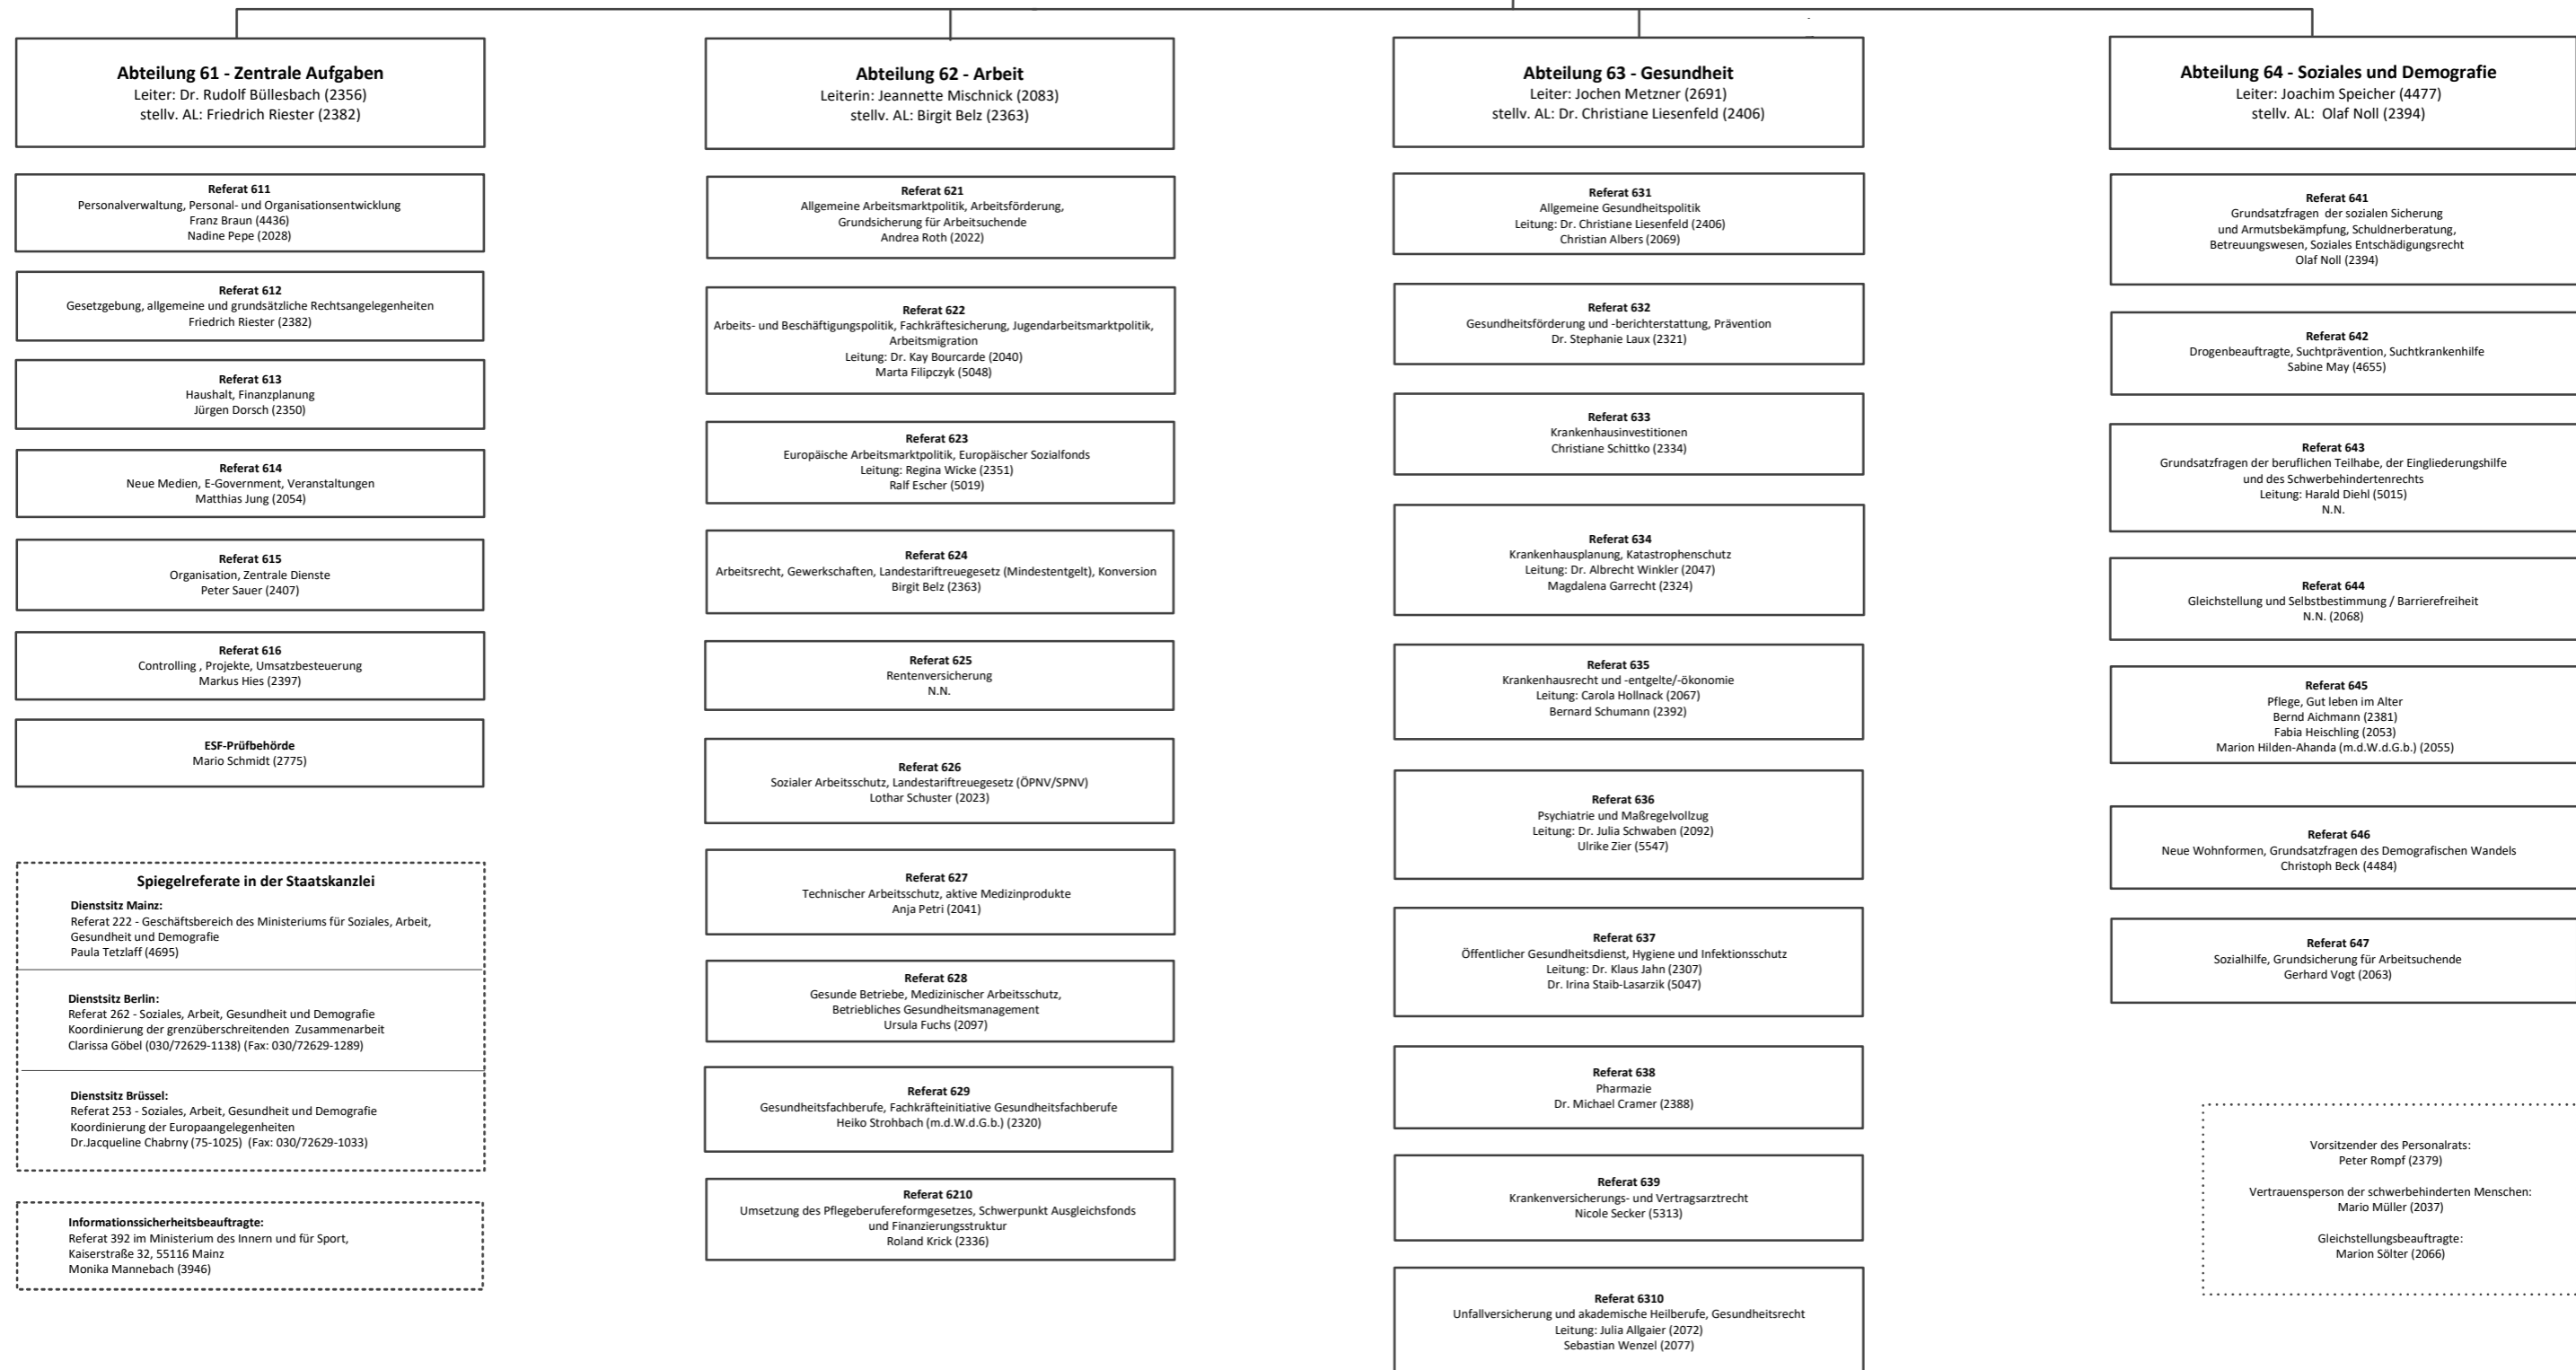 Abteilung 61 - Zentrale Aufgaben
Leiter: Dr. Rudolf Büllesbach (2356)
stellv. AL: Friedrich Riester (2382)
Referat 611
Personalverwaltung, Personal- und Organisationsentwicklung
Franz Braun (4436)
Nadine Pepe (2028)
Referat 612
Gesetzgebung, allgemeine und grundsätzliche Rechtsangelegenheiten
Friedrich Riester (2382)
Referat 613
Haushalt, Finanzplanung
Jürgen Dorsch (2350)
Referat 614
Neue Medien, E-Government, Veranstaltungen
Matthias Jung (2054)
Referat 615
Organisation, Zentrale Dienste
Peter Sauer (2407)
Referat 616
Controlling , Projekte, Umsatzbesteuerung
Markus Hies (2397)
ESF-Prüfbehörde
Mario Schmidt (2775)
Spiegelreferate in der Staatskanzlei
Dienstsitz Mainz:
Referat 222 - Geschäftsbereich des Ministeriums für Soziales, Arbeit,
Gesundheit und Demografie
Paula Tetzlaff (4695)
Dienstsitz Berlin:
Referat 262 - Soziales, Arbeit, Gesundheit und Demografie
Koordinierung der grenzüberschreitenden Zusammenarbeit
Clarissa Göbel (030/72629-1138) (Fax: 030/72629-1289)
Dienstsitz Brüssel:
Referat 253 - Soziales, Arbeit, Gesundheit und Demografie
Koordinierung der Europaangelegenheiten
Dr.Jacqueline Chabrny (75-1025) (Fax: 030/72629-1033)
Informationssicherheitsbeauftragte:
Referat 392 im Ministerium des Innern und für Sport,
Kaiserstraße 32, 55116 Mainz
Monika Mannebach (3946)
Abteilung 62 - Arbeit
Leiterin: Jeannette Mischnick (2083)
stellv. AL: Birgit Belz (2363)
Referat 621
Allgemeine Arbeitsmarktpolitik, Arbeitsförderung,
Grundsicherung für Arbeitsuchende
Andrea Roth (2022)
Referat 622
Arbeits- und Beschäftigungspolitik, Fachkräftesicherung, Jugendarbeitsmarktpolitik,
Arbeitsmigration
Leitung: Dr. Kay Bourcarde (2040)
Marta Filipczyk (5048)
Referat 623
Europäische Arbeitsmarktpolitik, Europäischer Sozialfonds
Leitung: Regina Wicke (2351)
Ralf Escher (5019)
Referat 624
Arbeitsrecht, Gewerkschaften, Landestariftreuegesetz (Mindestentgelt), Konversion
Birgit Belz (2363)
Referat 625
Rentenversicherung
N.N.
Referat 626
Sozialer Arbeitsschutz, Landestariftreuegesetz (ÖPNV/SPNV)
Lothar Schuster (2023)
Referat 627
Technischer Arbeitsschutz, aktive Medizinprodukte
Anja Petri (2041)
Referat 628
Gesunde Betriebe, Medizinischer Arbeitsschutz,
Betriebliches Gesundheitsmanagement
Ursula Fuchs (2097)
Referat 629
Gesundheitsfachberufe, Fachkräfteinitiative Gesundheitsfachberufe
Heiko Strohbach (m.d.W.d.G.b.) (2320)
Referat 6210
Umsetzung des Pflegeberufereformgesetzes, Schwerpunkt Ausgleichsfonds
und Finanzierungsstruktur
Roland Krick (2336)
Abteilung 63 - Gesundheit
Leiter: Jochen Metzner (2691)
stellv. AL: Dr. Christiane Liesenfeld (2406)
Referat 631
Allgemeine Gesundheitspolitik
Leitung: Dr. Christiane Liesenfeld (2406)
Christian Albers (2069)
Referat 632
Gesundheitsförderung und -berichterstattung, Prävention
Dr. Stephanie Laux (2321)
Referat 633
Krankenhausinvestitionen
Christiane Schittko (2334)
Referat 634
Krankenhausplanung, Katastrophenschutz
Leitung: Dr. Albrecht Winkler (2047)
Magdalena Garrecht (2324)
Referat 635
Krankenhausrecht und -entgelte/-ökonomie
Leitung: Carola Hollnack (2067)
Bernard Schumann (2392)
Referat 636
Psychiatrie und Maßregelvollzug
Leitung: Dr. Julia Schwaben (2092)
Ulrike Zier (5547)
Referat 637
Öffentlicher Gesundheitsdienst, Hygiene und Infektionsschutz
Leitung: Dr. Klaus Jahn (2307)
Dr. Irina Staib-Lasarzik (5047)
Referat 638
Pharmazie
Dr. Michael Cramer (2388)
Referat 639
Krankenversicherungs- und Vertragsarztrecht
Nicole Secker (5313)
Referat 6310
Unfallversicherung und akademische Heilberufe, Gesundheitsrecht
Leitung: Julia Allgaier (2072)
Sebastian Wenzel (2077)
Abteilung 64 - Soziales und Demografie
Leiter: Joachim Speicher (4477)
stellv. AL: Olaf Noll (2394)
Referat 641
Grundsatzfragen der sozialen Sicherung
und Armutsbekämpfung, Schuldnerberatung,
Betreuungswesen, Soziales Entschädigungsrecht
Olaf Noll (2394)
Referat 642
Drogenbeauftragte, Suchtprävention, Suchtkrankenhilfe
Sabine May (4655)
Referat 643
Grundsatzfragen der beruflichen Teilhabe, der Eingliederungshilfe
und des Schwerbehindertenrechts
Leitung: Harald Diehl (5015)
N.N.
Referat 644
Gleichstellung und Selbstbestimmung / Barrierefreiheit
N.N. (2068)
Referat 645
Pflege, Gut leben im Alter
Bernd Aichmann (2381)
Fabia Heischling (2053)
Marion Hilden-Ahanda (m.d.W.d.G.b.) (2055)
Referat 646
Neue Wohnformen, Grundsatzfragen des Demografischen Wandels
Christoph Beck (4484)
Referat 647
Sozialhilfe, Grundsicherung für Arbeitsuchende
Gerhard Vogt (2063)
Vorsitzender des Personalrats:
Peter Rompf (2379)
Vertrauensperson der schwerbehinderten Menschen:
Mario Müller (2037)
Gleichstellungsbeauftragte:
Marion Sölter (2066)